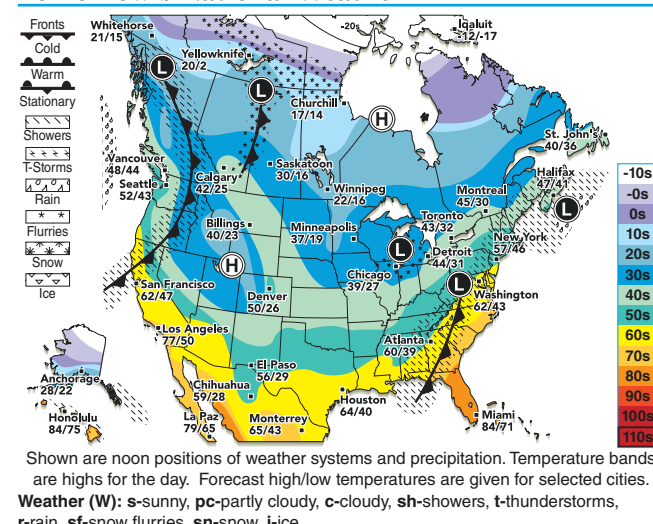 Fronts
Cold
Warm
Stationary
Showers
T-Storms
Rain
Flurries
Snow
Ice
Whitehorse
21/15
-20s
Iqaluit
-12/-17
Yellowknife
20/2
L
L
Churchill
17/14
H
St. John's
40/36
Vancouver
48/44
Seattle
52/43
Calgary
42/25
Saskatoon
30/16
Winnipeg
22/16
Montreal
45/30
Halifax
47/41
L
Billings
40/23
Minneapolis
37/19
Toronto
43/32
L
Detroit
44/31
New York
57/46
H
Chicago
39/27
San Francisco
62/47
Denver
50/26
L
Washington
62/43
Los Angeles
77/50
Atlanta
60/39
El Paso
56/29
Anchorage
28/22
Chihuahua
59/28
Houston
64/40
Honolulu
84/75
La Paz
79/65
Monterrey
65/43
Miami
84/71
-10s
-0s
0s
10s
20s
30s
40s
50s
60s
70s
80s
90s
100s
110s
Shown are noon positions of weather systems and precipitation. Temperature bands
are highs for the day. Forecast high/low temperatures are given for selected cities.
Weather (W): s-sunny, pc-partly cloudy, c-cloudy, sh-showers, t-thunderstorms,
r-rain, sf-snow flurries, sn-snow, i-ice